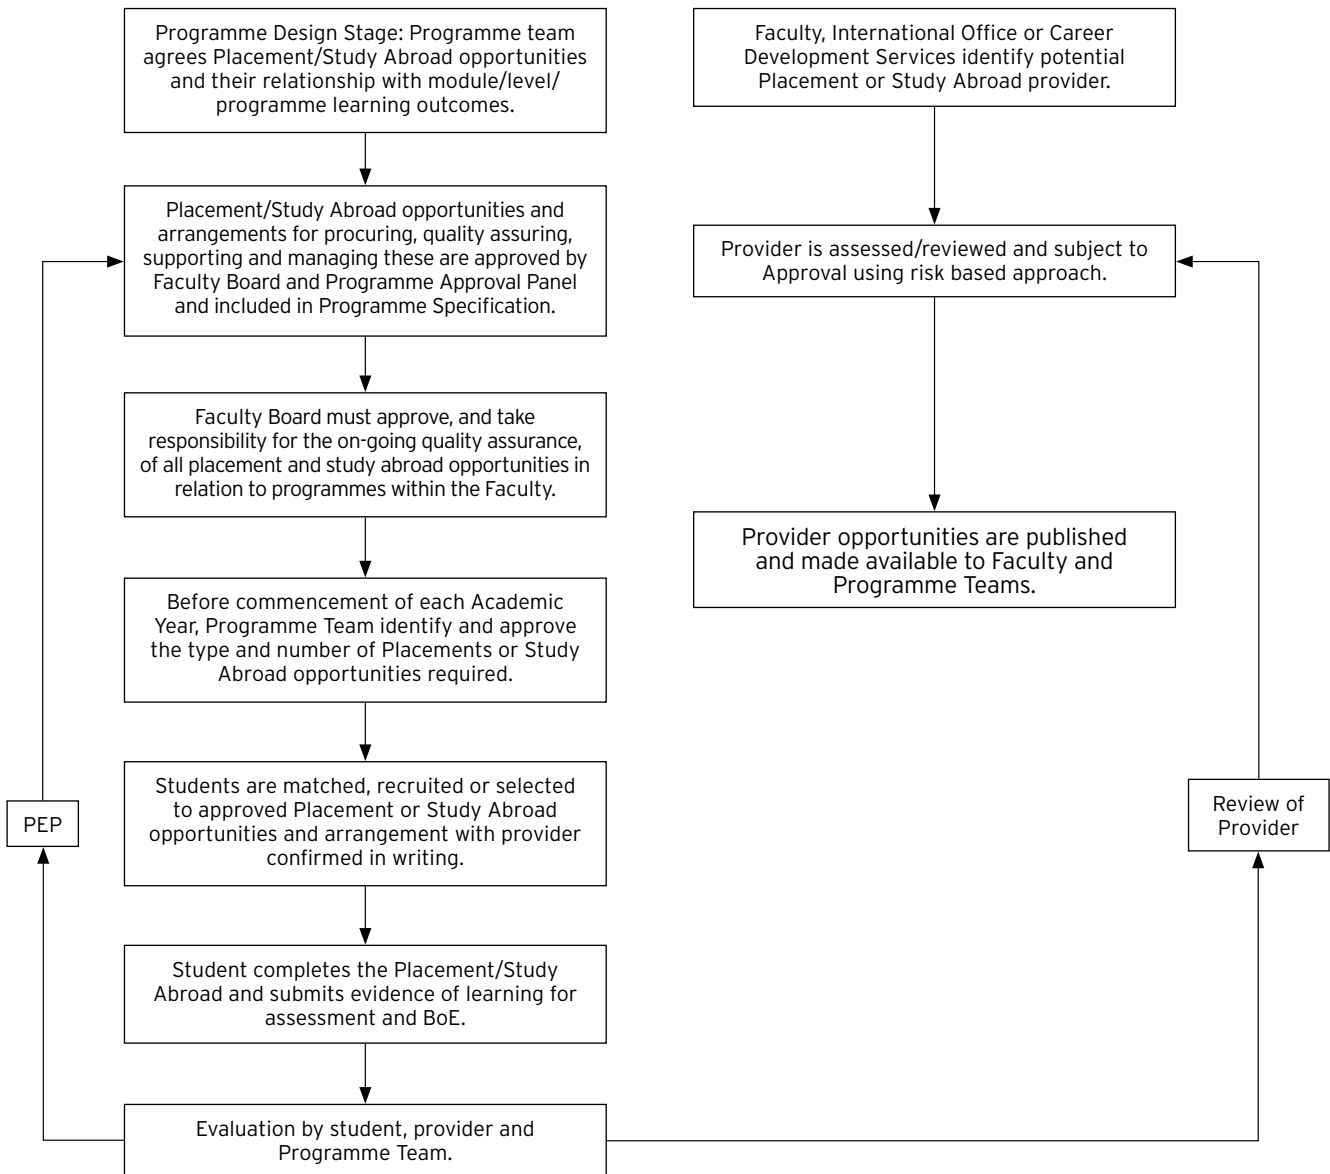 Programme Design Stage: Programme team
agrees Placement/Study Abroad opportunities
and their relationship with module/level/
programme learning outcomes.
Faculty, International Office or Career
Development Services identify potential
Placement or Study Abroad provider.
Placement/Study Abroad opportunities and
arrangements for procuring, quality assuring,
supporting and managing these are approved by
Faculty Board and Programme Approval Panel
and included in Programme Specification.
Provider is assessed/reviewed and subject to
Approval using risk based approach.
Faculty Board must approve, and take
responsibility for the on-going quality assurance,
of all placement and study abroad opportunities in
relation to programmes within the Faculty.
Provider opportunities are published
and made available to Faculty and
Programme Teams.
Before commencement of each Academic
Year, Programme Team identify and approve
the type and number of Placements or Study
Abroad opportunities required.
Students are matched, recruited or selected
to approved Placement or Study Abroad
opportunities and arrangement with provider
confirmed in writing.
PEP
Review of
Provider
Student completes the Placement/Study
Abroad and submits evidence of learning for
assessment and BoE.
Evaluation by student, provider and
Programme Team.